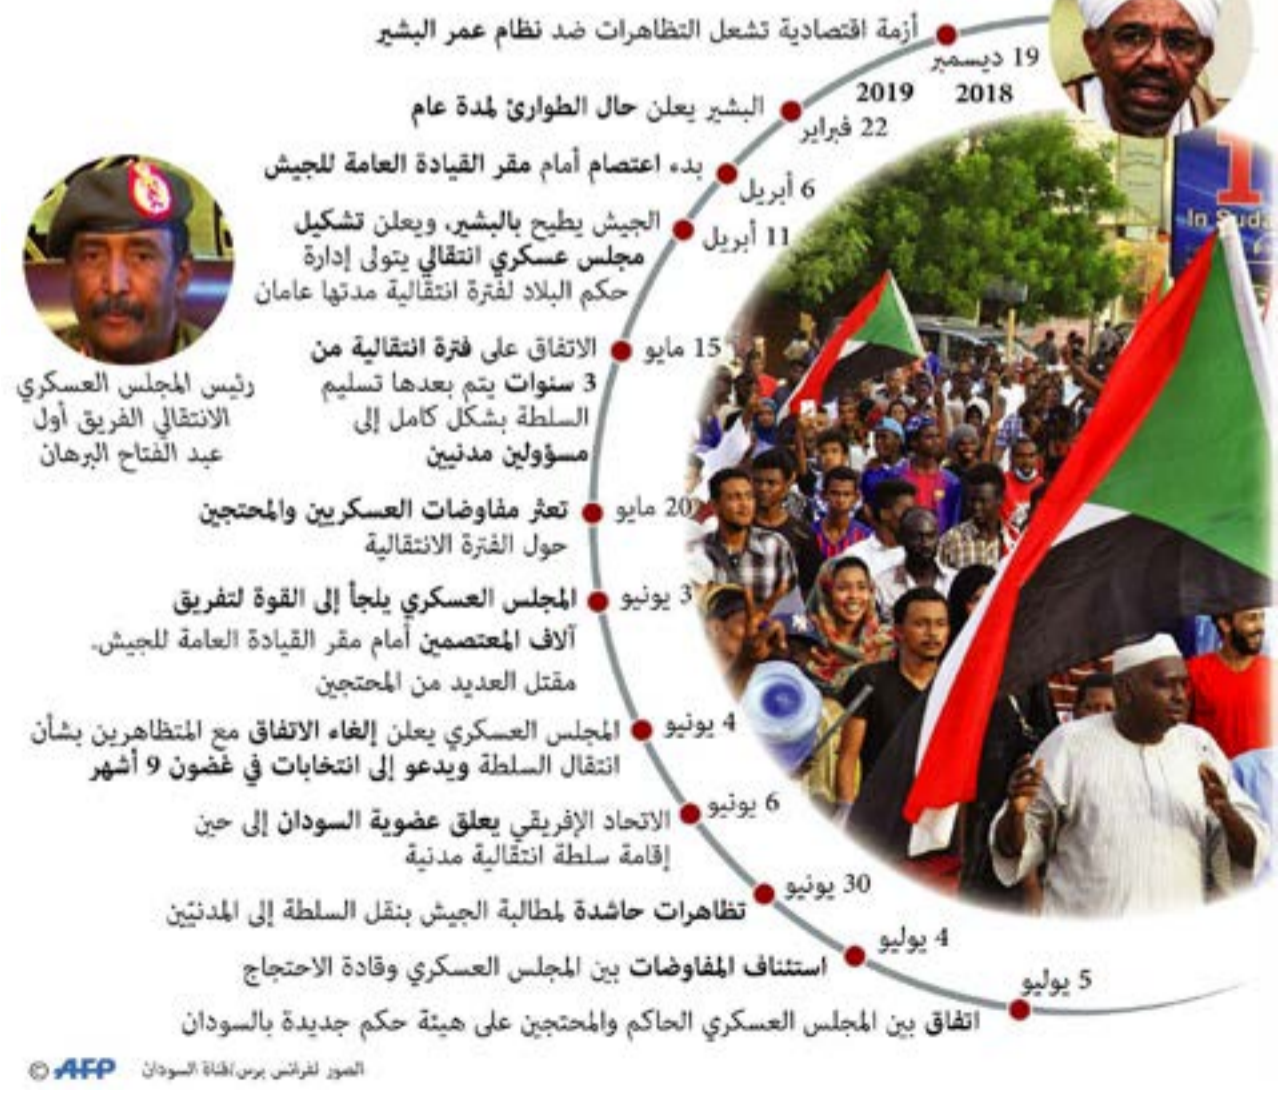 19 ديسمبر
2018
أزمة اقتصادية تشعل التظاهرات ضد نظام عمر البشير
2019
22 فبراير
البشير يعلن حال الطوارئ لمدة عام
6 أبريل
بدء اعتصام أمام مقر القيادة العامة للجيش
11 أبريل
الجيش يطيح بالبشير، ويعلن تشكيل
مجلس عسكري انتقالي يتولى إدارة
حكم البلاد لفترة انتقالية مدتها عامان
رئيس المجلس العسكري
الانتقالي الفريق أول
عبد الفتاح البرهان
15 مايو
الاتفاق على فترة انتقالية من
3 سنوات يتم بعدها تسليم
السلطة بشكل كامل إلى
مسؤولين مدنيين
20 مايو
تعثر مفاوضات العسكريين والمحتجين
حول الفترة الانتقالية
3 يونيو
المجلس العسكري يلجأ إلى القوة لتفريق
آلاف المعتصمين أمام مقر القيادة العامة للجيش.
مقتل العديد من المحتجين
4 يونيو
المجلس العسكري يعلن إلغاء الاتفاق مع المتظاهرين بشأن
انتقال السلطة ويدعو إلى انتخابات في غضون 9 أشهر
6 يونيو
الاتحاد الإفريقي يعلق عضوية السودان إلى حين
إقامة سلطة انتقالية مدنية
30 يونيو
تظاهرات حاشدة لمطالبة الجيش بنقل السلطة إلى المدنيّين
4 يوليو
استئناف المفاوضات بين المجلس العسكري وقادة الاحتجاج
5 يوليو
اتفاق بين المجلس العسكري الحاكم والمحتجين على هيئة حكم جديدة بالسودان
الصور لفرانس برس/قناة السودان
AFP ©
1
In Suda